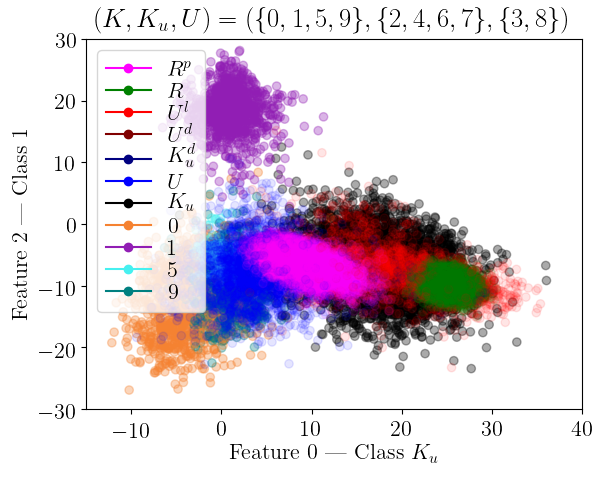 (K, K_u, U) = ({0, 1, 5, 9}, {2, 4, 6, 7}, {3, 8})
30
20
10
0
−10
−20
−30
Feature 2 — Class 1
R^p
R
U^l
U^d
K_u^d
U
K_u
0
1
5
9
−10 0 10 20 30 40
Feature 0 — Class K_u